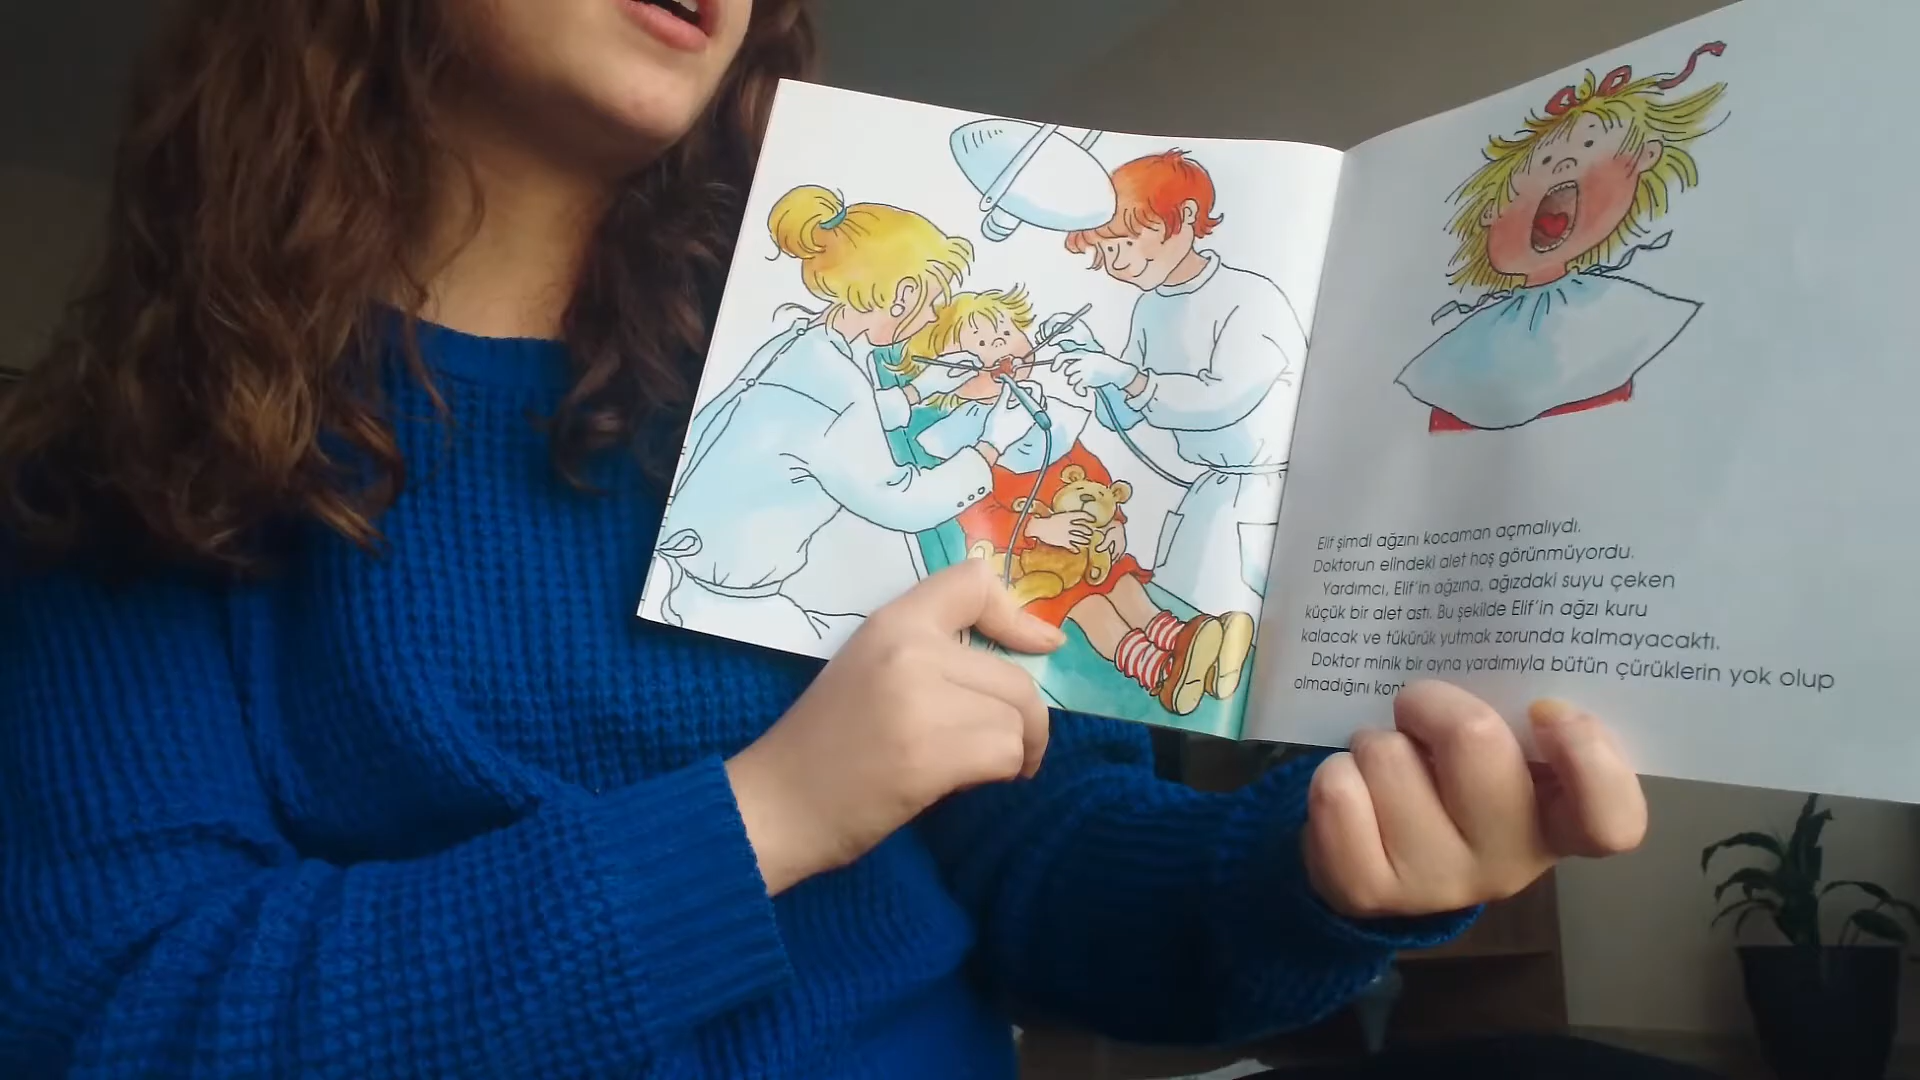 Elif şimdi ağzını kocaman açmalıydı.
Doktorun elindeki alet hoş görünmüyordu.
Yardımcı, Elif'in ağzına, ağızdaki suyu çeken
küçük bir alet astı. Bu şekilde Elif'in ağzı kuru
kalacak ve tükürük yutmak zorunda kalmayacaktı.
Doktor minik bir ayna yardımıyla bütün çürüklerin yok olup
olmadığını